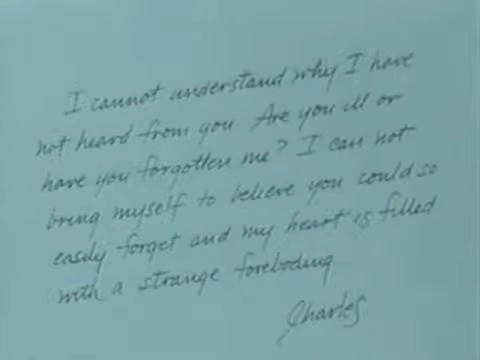 I cannot understand why I have
not heard from you. Are you ill or
have you forgotten me? I can not
bring myself to believe you could so
easily forget and my heart is filled
with a strange foreboding
Charles